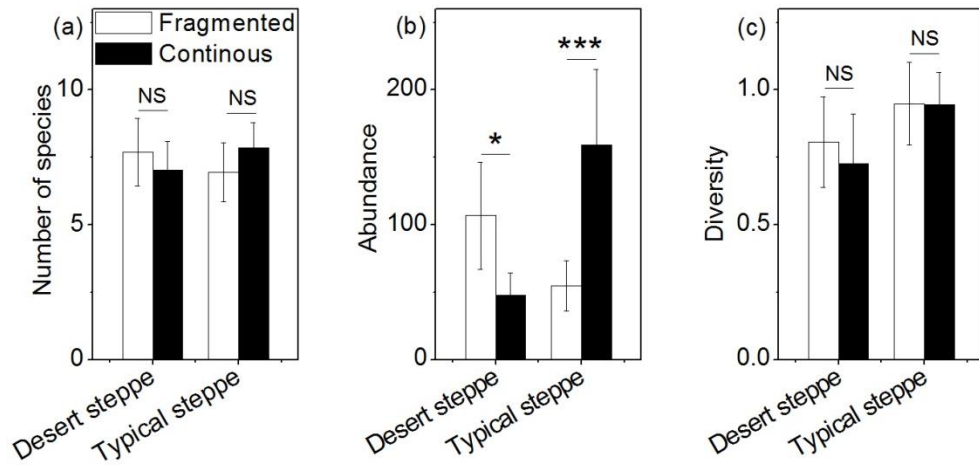 (a)
Fragmented
Continous
NS
NS
10
5
0
Number of species
Desert steppe
Typical steppe
(b)
***
*
200
100
0
Abundance
Desert steppe
Typical steppe
(c)
NS
NS
1.0
0.5
0.0
Diversity
Desert steppe
Typical steppe